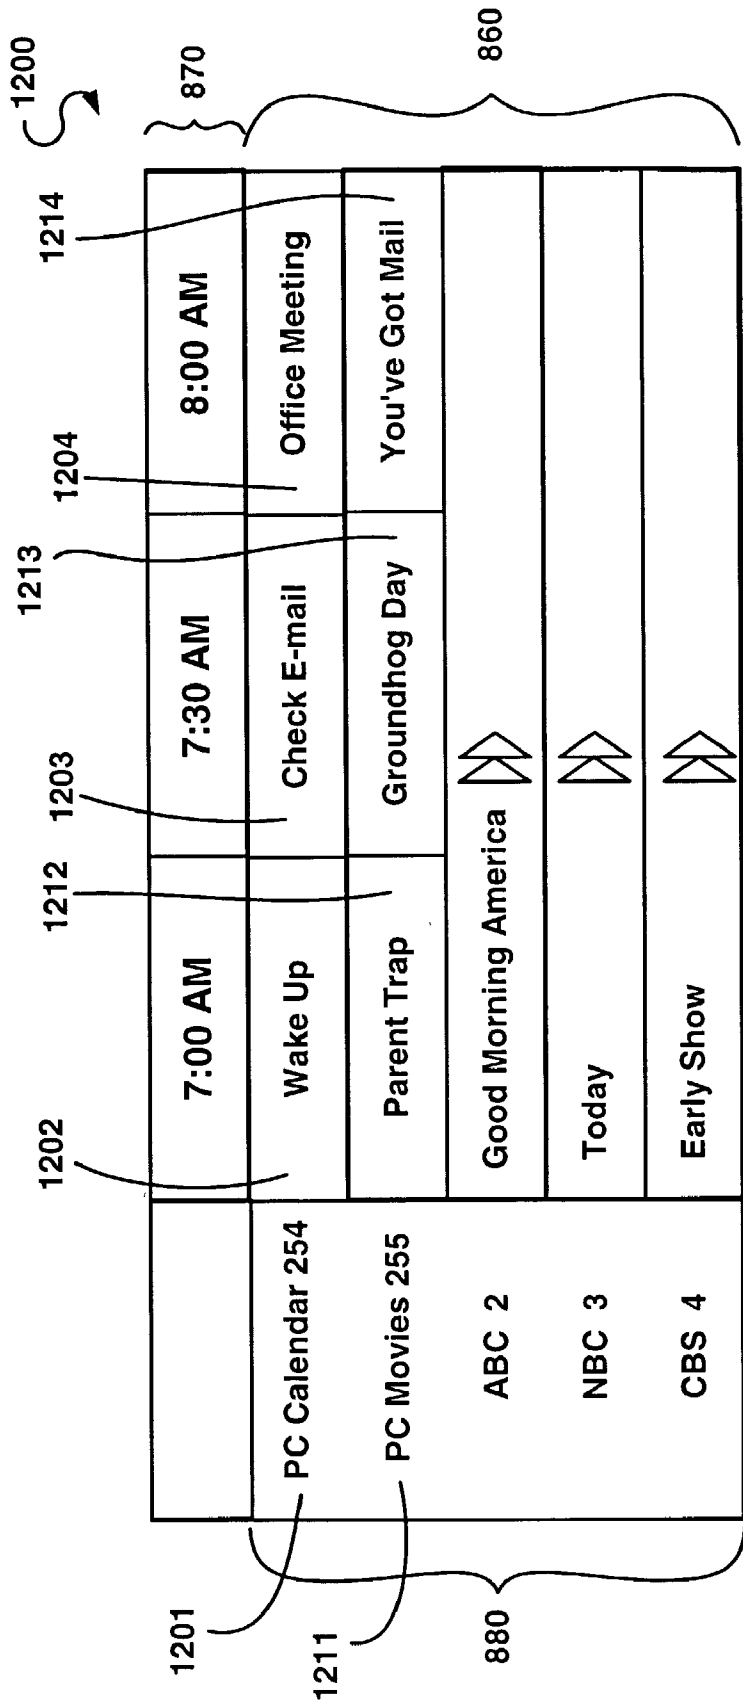 1200
1214
1204
1213
1203
1212
1202
870
7:00 AM 7:30 AM 8:00 AM
1201
PC Calendar 254 Wake Up Check E-mail Office Meeting
1211
PC Movies 255 Parent Trap Groundhog Day You've Got Mail
ABC 2 Good Morning America
NBC 3 Today
CBS 4 Early Show
880
860